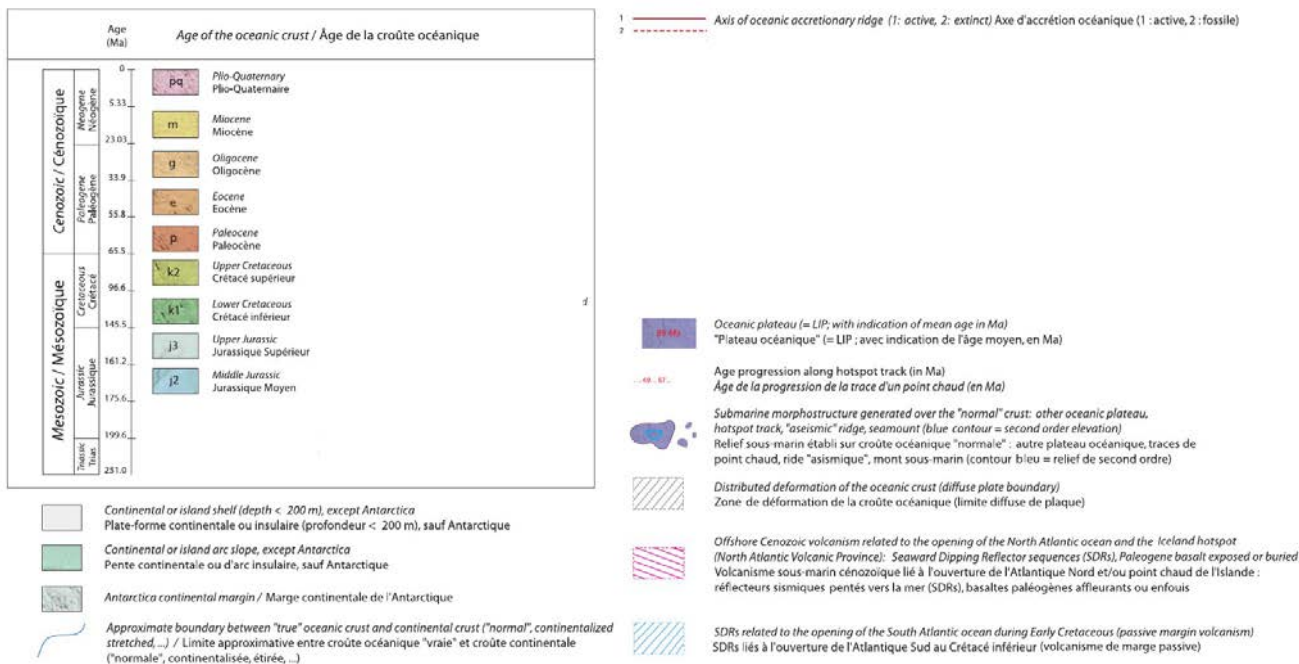 Age
(Ma)
Age of the oceanic crust / Âge de la croûte océanique
Cenozoic / Cénozoïque
Mesozoic / Mésozoïque
Neogene
Néogène
Paleogene
Paléogène
Cretaceous
Crétacé
Jurassic
Jurassique
Triassic
Trias
0
5.33
23.03
33.9
55.8
65.5
96.6
145.5
161.2
175.6
199.6
251.0
pq
Plio-Quaternary
Plio-Quaternaire
m
Miocene
Miocène
g
Oligocene
Oligocène
e
Eocene
Eocène
p
Paleocene
Paleocène
k2
Upper Cretaceous
Crétacé supérieur
k1
Lower Cretaceous
Crétacé inférieur
j3
Upper Jurassic
Jurassique Supérieur
j2
Middle Jurassic
Jurassique Moyen
Continental or island shelf (depth < 200 m), except Antarctica
Plate-forme continentale ou insulaire (profondeur < 200 m), sauf Antarctique
Continental or island arc slope, except Antarctica
Pente continentale ou d'arc insulaire, sauf Antarctique
Antarctica continental margin / Marge continentale de l'Antarctique
Approximate boundary between "true" oceanic crust and continental crust ("normal", continentalized
stretched, ...) / Limite approximative entre croûte océanique "vraie" et croûte continentale
("normale", continentalisée, étirée, ...)
1
2
Axis of oceanic accretionary ridge (1: active, 2: extinct) Axe d'accrétion océanique (1 : active, 2 : fossile)
d
Oceanic plateau (= LIP; with indication of mean age in Ma)
"Plateau océanique" (= LIP ; avec indication de l'âge moyen, en Ma)
Age progression along hotspot track (in Ma)
Âge de la progression de la trace d'un point chaud (en Ma)
Submarine morphostructure generated over the "normal" crust: other oceanic plateau,
hotspot track, "aseismic" ridge, seamount (blue contour = second order elevation)
Relief sous-marin établi sur croûte océanique "normale" : autre plateau océanique, traces de
point chaud, ride "asismique", mont sous-marin (contour bleu = relief de second ordre)
Distributed deformation of the oceanic crust (diffuse plate boundary)
Zone de déformation de la croûte océanique (limite diffuse de plaque)
Offshore Cenozoic volcanism related to the opening of the North Atlantic ocean and the Iceland hotspot
(North Atlantic Volcanic Province): Seaward Dipping Reflector sequences (SDRs), Paleogene basalt exposed or buried
Volcanisme sous-marin cénozoïque lié à l'ouverture de l'Atlantique Nord et/ou point chaud de l'Islande :
réflecteurs sismiques pentés vers la mer (SDRs), basaltes paléogènes affleurants ou enfouis
SDRs related to the opening of the South Atlantic ocean during Early Cretaceous (passive margin volcanism)
SDRs liés à l'ouverture de l'Atlantique Sud au Crétacé inférieur (volcanisme de marge passive)